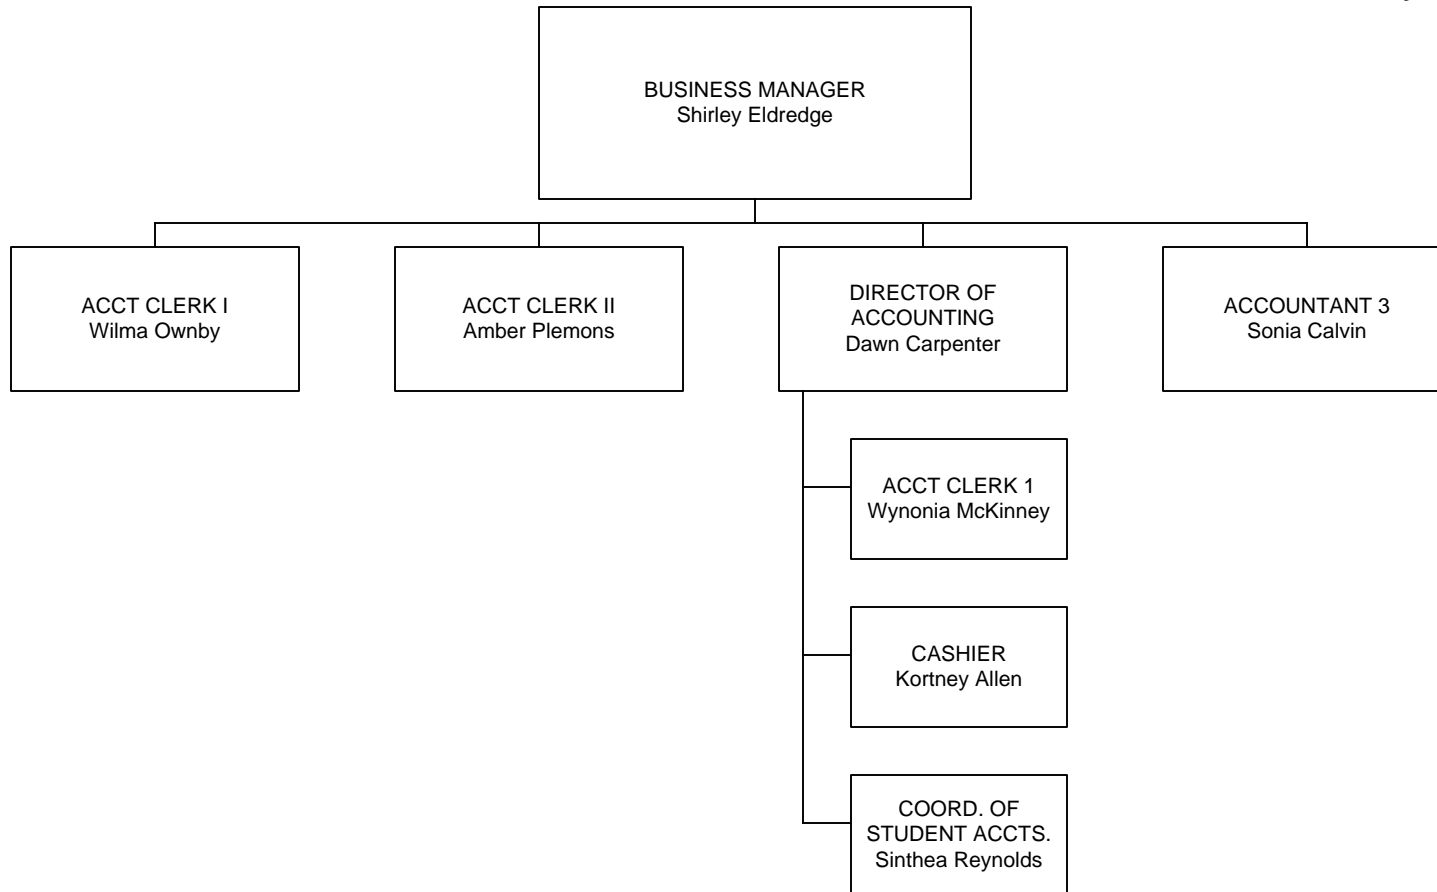 BUSINESS MANAGER
Shirley Eldredge
ACCT CLERK I
Wilma Ownby
ACCT CLERK II
Amber Plemons
DIRECTOR OF
ACCOUNTING
Dawn Carpenter
ACCOUNTANT 3
Sonia Calvin
ACCT CLERK 1
Wynonia McKinney
CASHIER
Kortney Allen
COORD. OF
STUDENT ACCTS.
Sinthea Reynolds